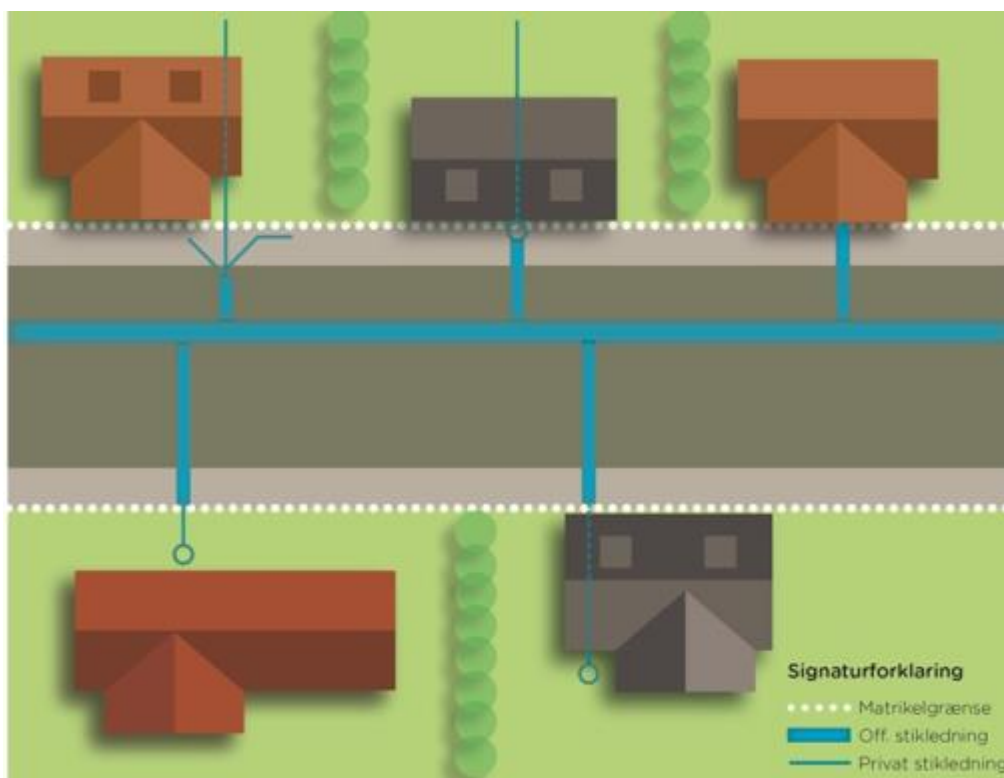 Signaturforklaring
Matrikelgrænse
Off. stikledning
Privat stikledning